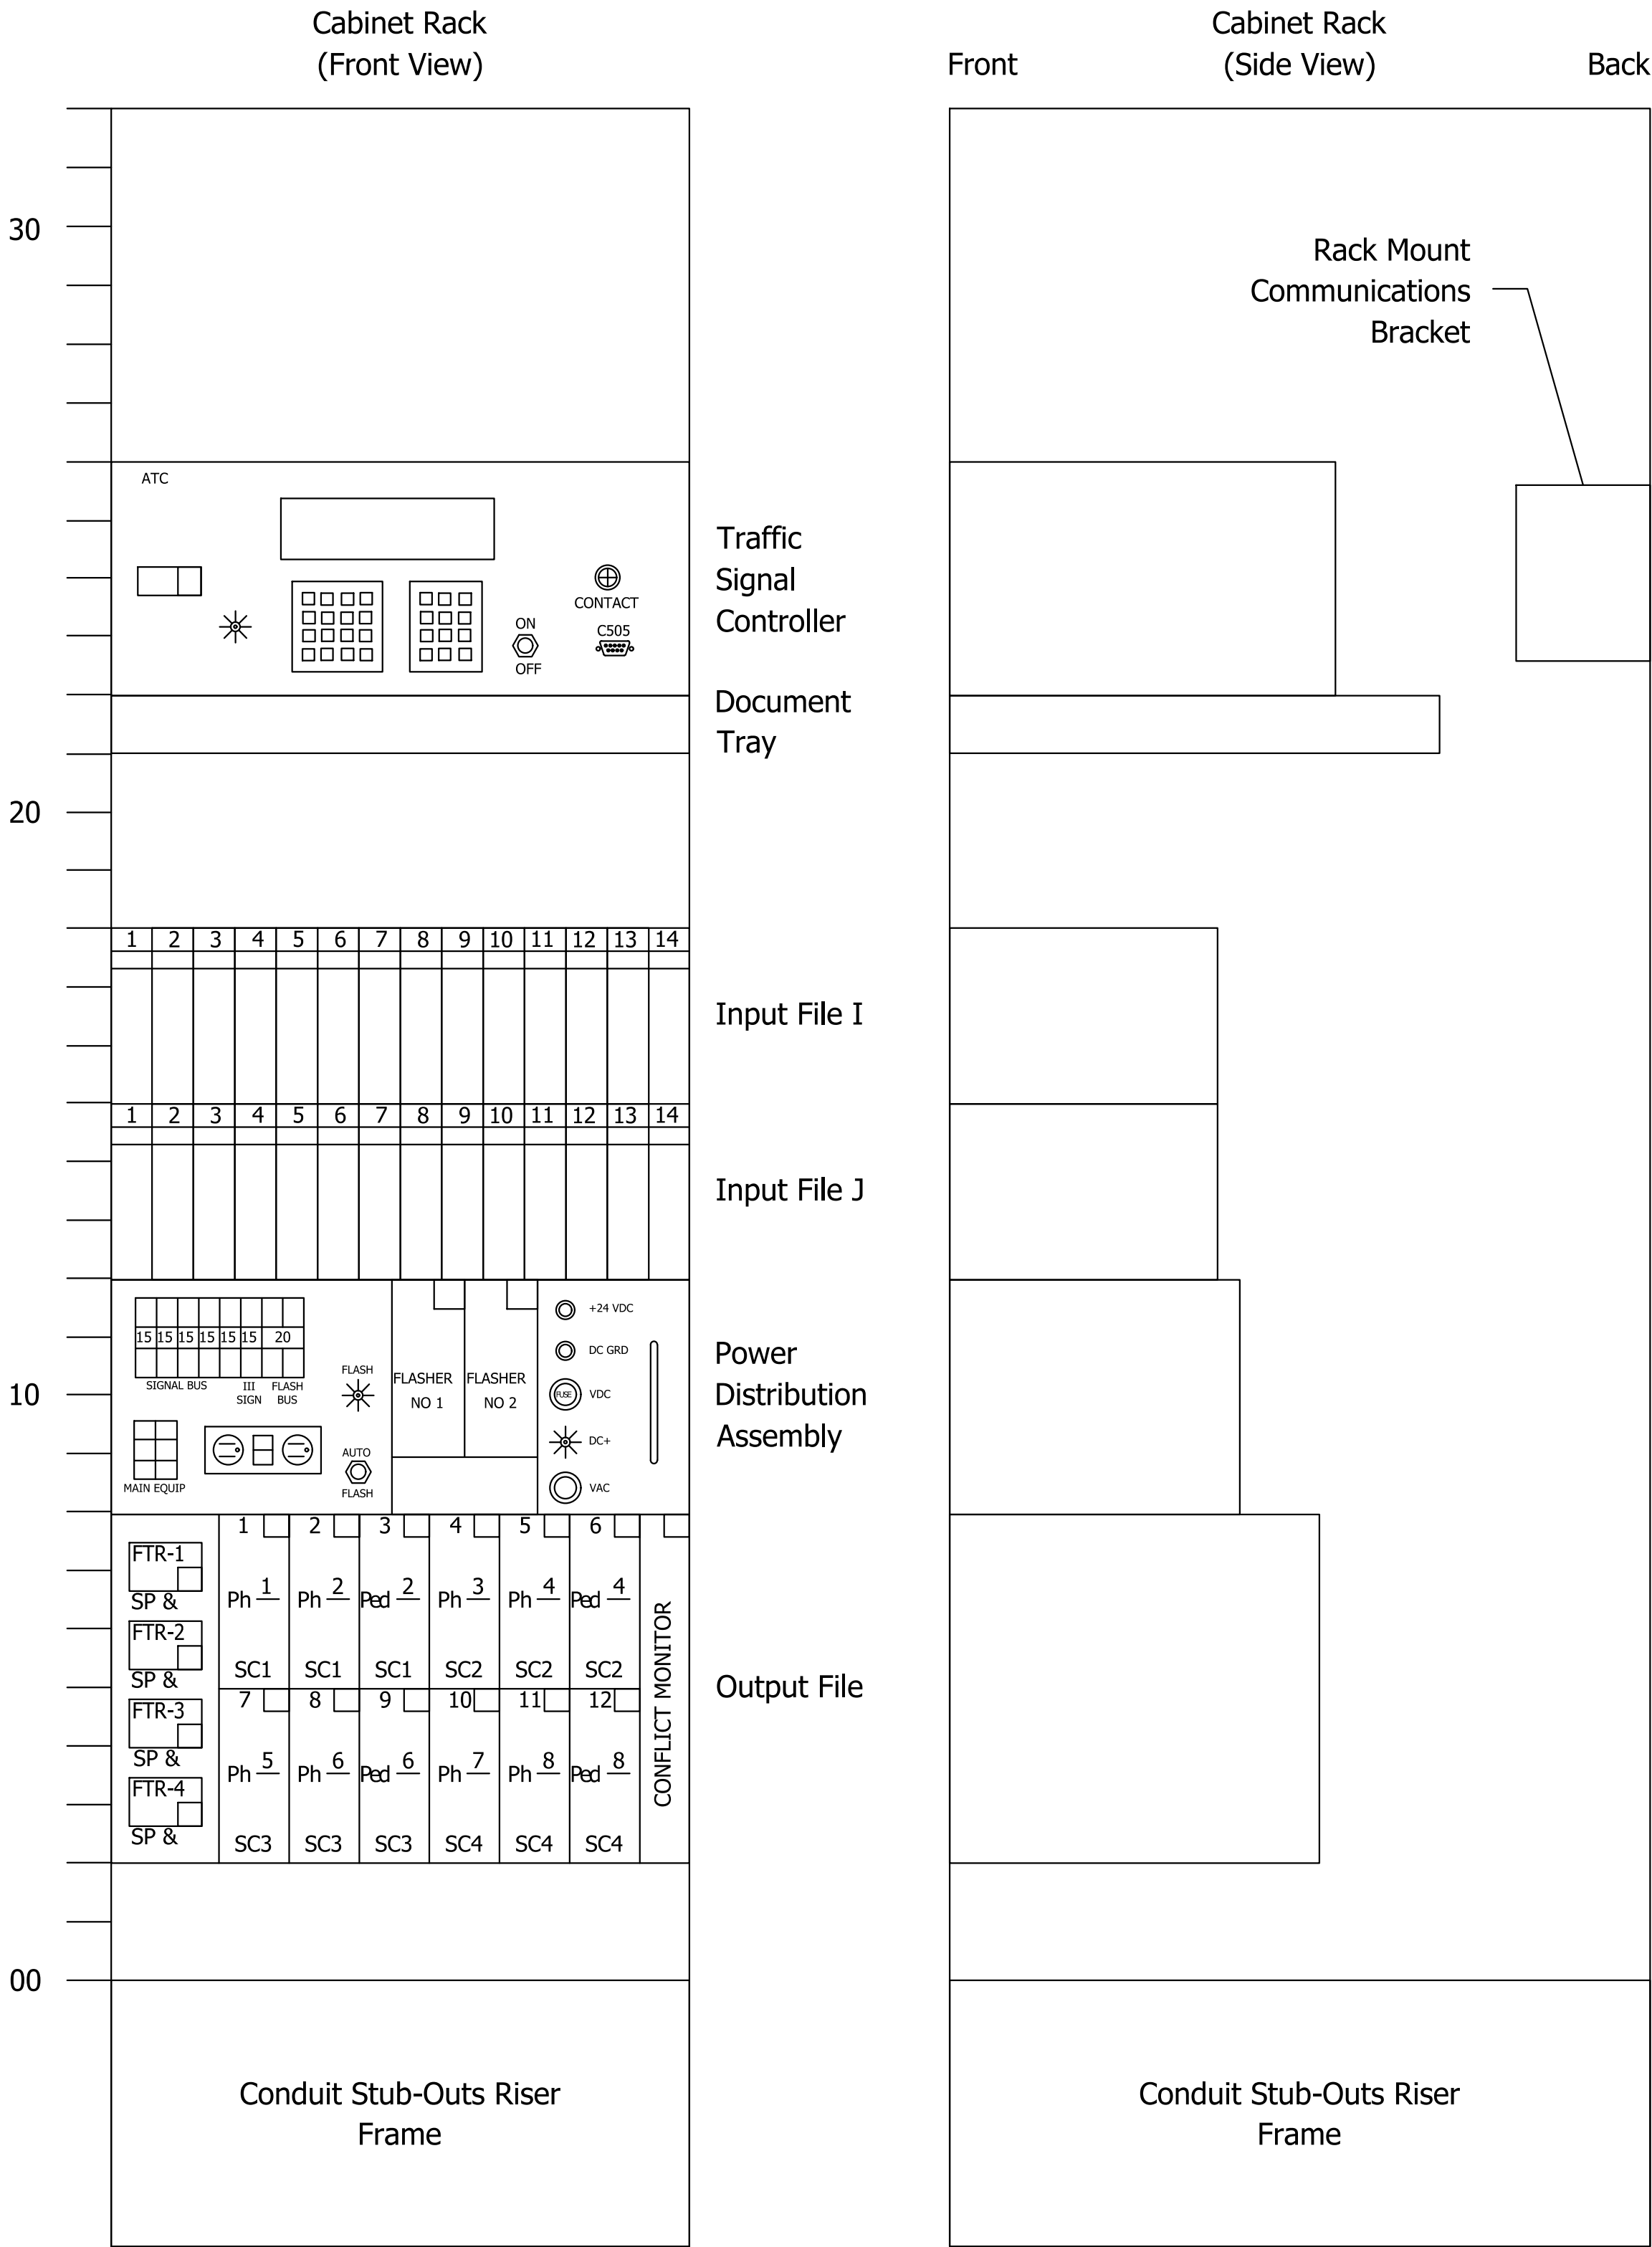 Cabinet Rack
(Front View)
Front
Cabinet Rack
(Side View)
Back
30
Rack Mount
Communications
Bracket
ATC
CONTACT
ON
OFF
C505
Traffic
Signal
Controller
Document
Tray
20
1 2 3 4 5 6 7 8 9 10 11 12 13 14
Input File I
1 2 3 4 5 6 7 8 9 10 11 12 13 14
Input File J
10
15 15 15 15 15 15 20
SIGNAL BUS
III
SIGN
FLASH
BUS
MAIN EQUIP
FLASH
AUTO
FLASH
FLASHER
NO 1
FLASHER
NO 2
+24 VDC
DC GRD
FUSE
VDC
DC+
VAC
Power
Distribution
Assembly
FTR-1
SP &
FTR-2
SP &
FTR-3
SP &
FTR-4
SP &
1 2 3 4 5 6
Ph 1 Ph 2 Ped 2 Ph 3 Ph 4 Ped 4
SC1 SC1 SC1 SC2 SC2 SC2
7 8 9 10 11 12
Ph 5 Ph 6 Ped 6 Ph 7 Ph 8 Ped 8
SC3 SC3 SC3 SC4 SC4 SC4
CONFLICT MONITOR
Output File
00
Conduit Stub-Outs Riser
Frame
Conduit Stub-Outs Riser
Frame